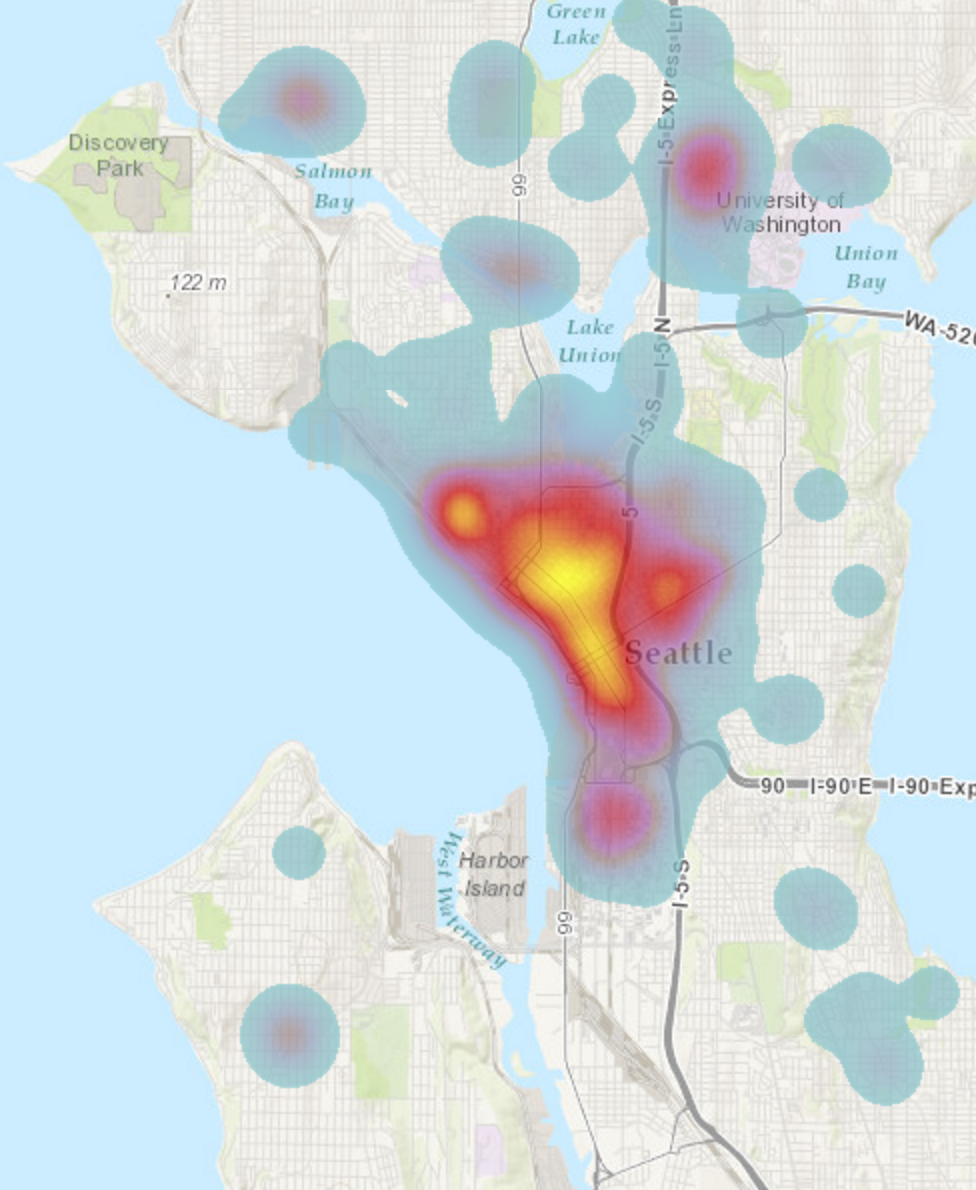 Green
Lake
I-5 Express Ln
Discovery
Park
Salmon
Bay
99
University of
Washington
Union
Bay
122 m
Lake
Union
I-5 N
WA-520
I-5 S
5
Seattle
90
I-90 E
I-90 Exp
West Waterway
Harbor
Island
I-5 S
99